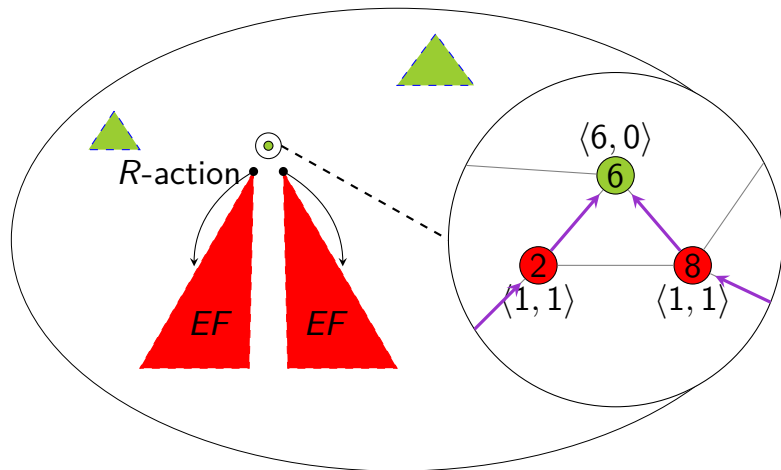 R-action
EF
EF
⟨6, 0⟩
6
2
8
⟨1, 1⟩
⟨1, 1⟩